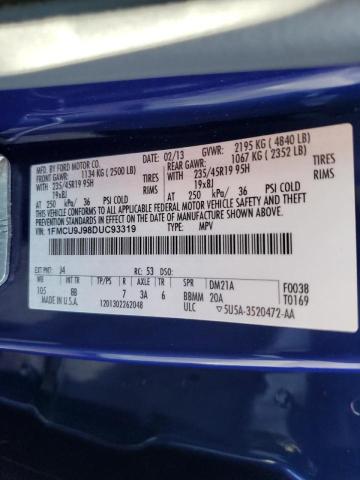 MFD. BY FORD MOTOR CO.
DATE: 02/13 GVWR: 2195 KG ( 4840 LB)
FRONT GAWR: 1134 KG ( 2500 LB) REAR GAWR: 1067 KG ( 2352 LB)
235/45R19 95H TIRES 235/45R19 95H TIRES
19x8J RIMS 19x8J RIMS
AT 250 kPa/ 36 PSI COLD AT 250 kPa/ 36 PSI COLD
THIS VEHICLE CONFORMS TO ALL APPLICABLE FEDERAL MOTOR VEHICLE SAFETY AND THEFT PREVENTION STANDARDS IN EFFECT ON THE DATE OF MANUFACTURE SHOWN ABOVE.
VIN: 1FMCU9J98DUC93319 TYPE: MPV
EXT PNT: J4 RC: 53 DSO:
WB BRK INT TR TP/PS R AXLE TR SPR DM21A F0038
105 BB 7 3A 6 BBMM 20A T0169
MADE IN U.S.A. 1201302262048 ULC 5U5A-3520472-AA